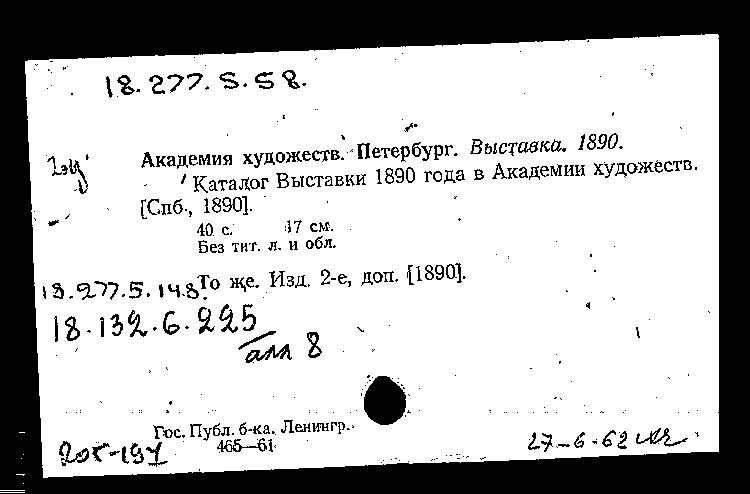 18.277.5.58.
2 эц
Академия художеств. Петербург. Выставка. 1890.
Каталог Выставки 1890 года в Академии художеств.
[Спб., 1890].
40 с. 17 см.
Без тит. л. и обл.
18.277.5.148. То же. Изд. 2-е, доп. [1890].
18.132.6.225
алл 8
Гос. Публ. б-ка. Ленингр.
465—61
205-197
27-6-62